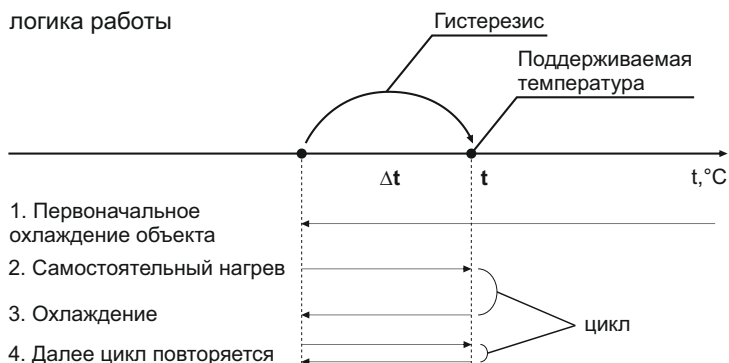 логика работы
Гистерезис
Поддерживаемая
температура
Δt
t
t,°C
1. Первоначальное
охлаждение объекта
2. Самостоятельный нагрев
3. Охлаждение
цикл
4. Далее цикл повторяется